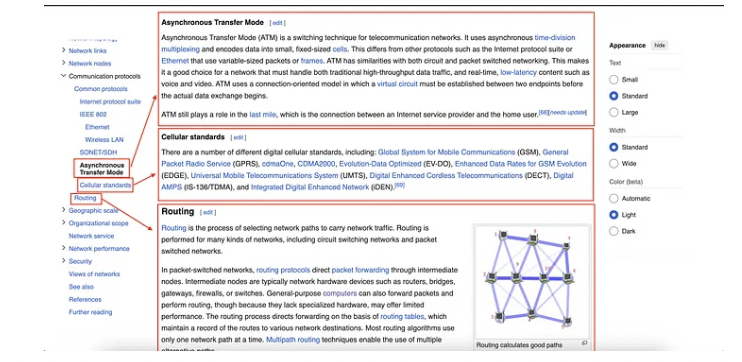 Network links
Network nodes
Communication protocols
Common protocols
Internet protocol suite
IEEE 802
Ethernet
Wireless LAN
SONET/SDH
Asynchronous
Transfer Mode
Cellular standards
Routing
Geographic scale
Organizational scope
Network service
Network performance
Security
Views of networks
See also
References
Further reading
Asynchronous Transfer Mode [ edit ]
Asynchronous Transfer Mode (ATM) is a switching technique for telecommunication networks. It uses asynchronous time-division
multiplexing and encodes data into small, fixed-sized cells. This differs from other protocols such as the Internet protocol suite or
Ethernet that use variable-sized packets or frames. ATM has similarities with both circuit and packet switched networking. This makes
it a good choice for a network that must handle both traditional high-throughput data traffic, and real-time, low-latency content such as
voice and video. ATM uses a connection-oriented model in which a virtual circuit must be established between two endpoints before
the actual data exchange begins.
ATM still plays a role in the last mile, which is the connection between an Internet service provider and the home user.[68][needs update]
Cellular standards [ edit ]
There are a number of different digital cellular standards, including: Global System for Mobile Communications (GSM), General
Packet Radio Service (GPRS), cdmaOne, CDMA2000, Evolution-Data Optimized (EV-DO), Enhanced Data Rates for GSM Evolution
(EDGE), Universal Mobile Telecommunications System (UMTS), Digital Enhanced Cordless Telecommunications (DECT), Digital
AMPS (IS-136/TDMA), and Integrated Digital Enhanced Network (iDEN).[69]
Routing [ edit ]
Routing is the process of selecting network paths to carry network traffic. Routing is
performed for many kinds of networks, including circuit switching networks and packet
switched networks.
In packet-switched networks, routing protocols direct packet forwarding through intermediate
nodes. Intermediate nodes are typically network hardware devices such as routers, bridges,
gateways, firewalls, or switches. General-purpose computers can also forward packets and
perform routing, though because they lack specialized hardware, may offer limited
performance. The routing process directs forwarding on the basis of routing tables, which
maintain a record of the routes to various network destinations. Most routing algorithms use
only one network path at a time. Multipath routing techniques enable the use of multiple
Routing calculates good paths
Appearance hide
Text
Small
Standard
Large
Width
Standard
Wide
Color (beta)
Automatic
Light
Dark